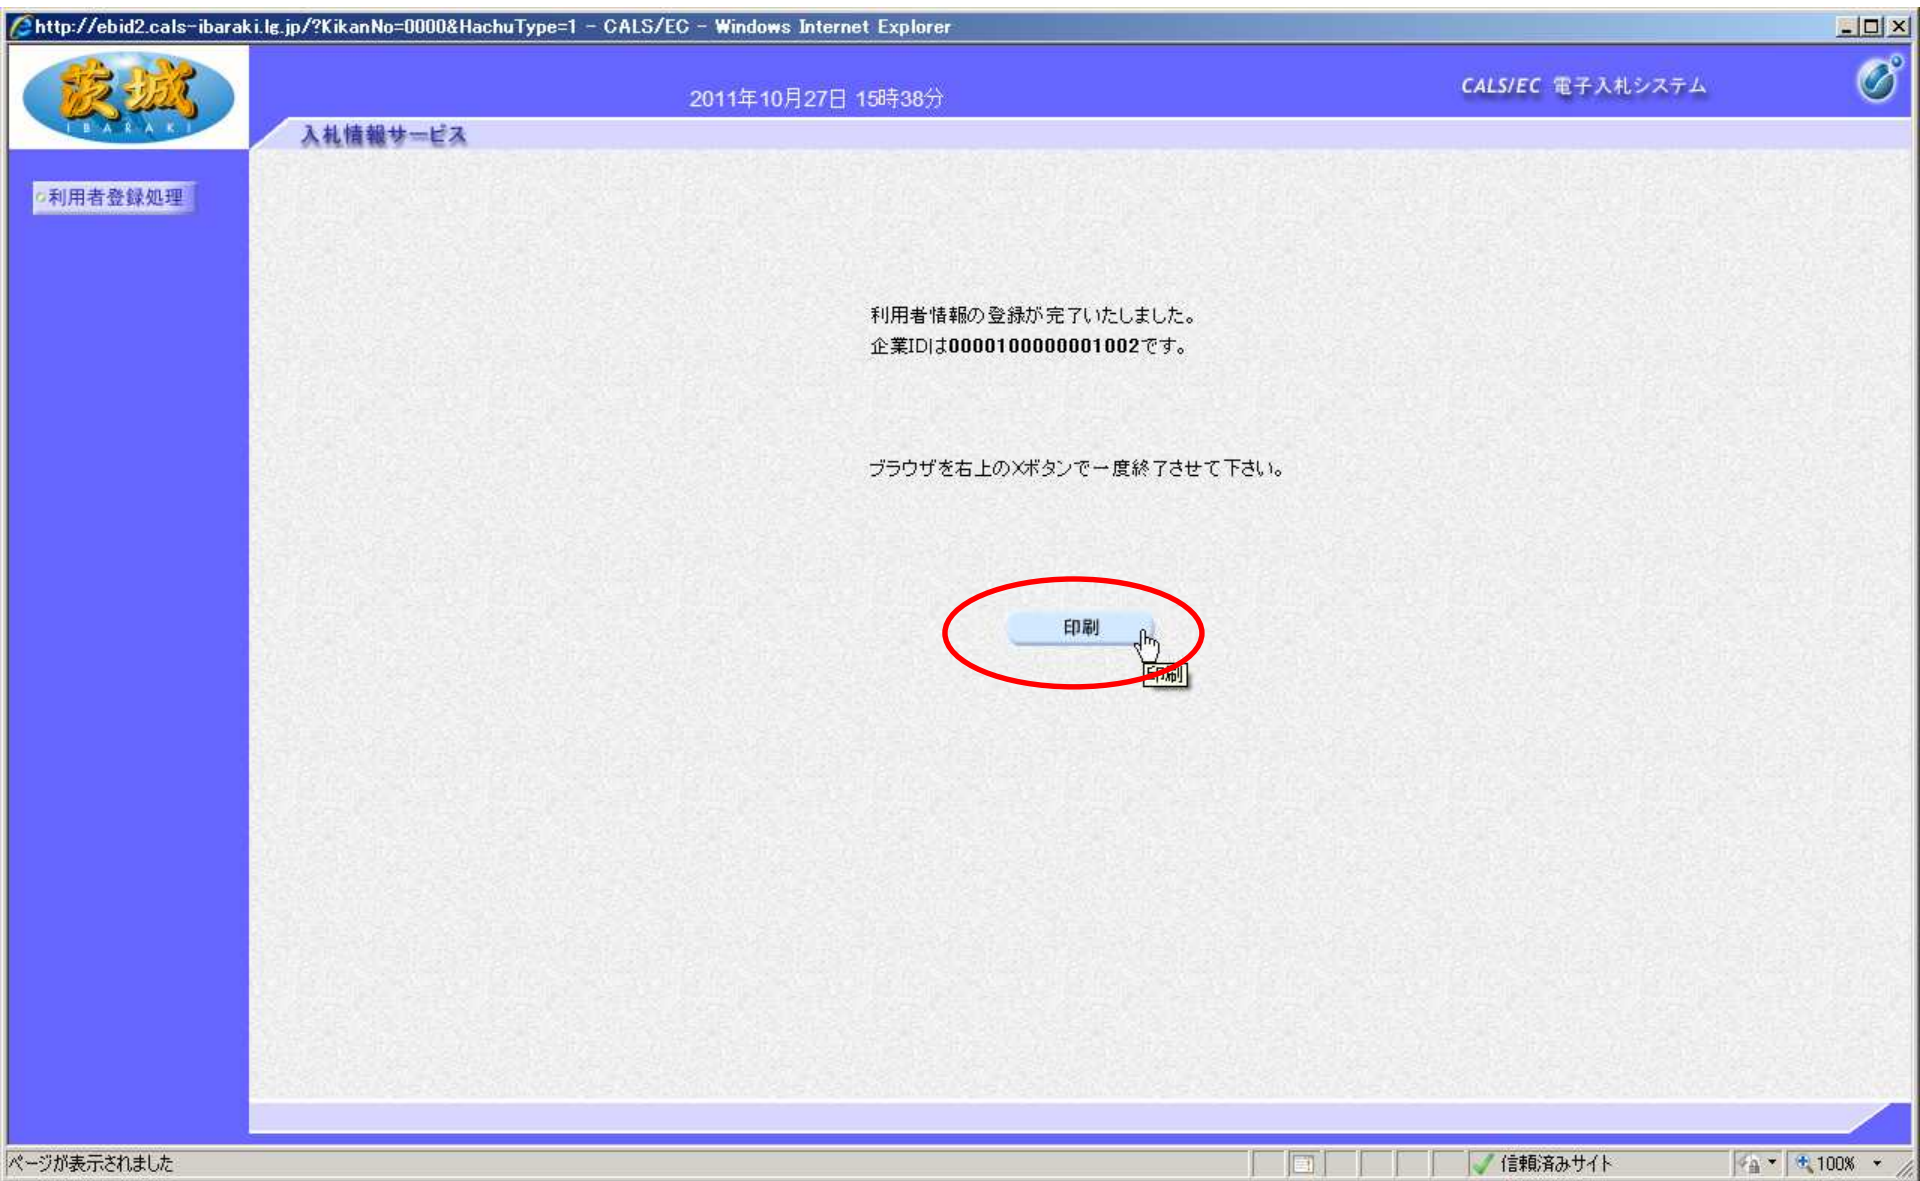 http://ebid2.cals-ibaraki.lg.jp/?KikanNo=0000&HachuType=1 - CALS/EC - Windows Internet Explorer
茨城
IBARAKI
2011年10月27日 15時38分
CALS/EC 電子入札システム
入札情報サービス
利用者登録処理
利用者情報の登録が完了いたしました。
企業IDは0000100000001002です。
ブラウザを右上の×ボタンで一度終了させて下さい。
印刷
印刷
ページが表示されました
信頼済みサイト
100%